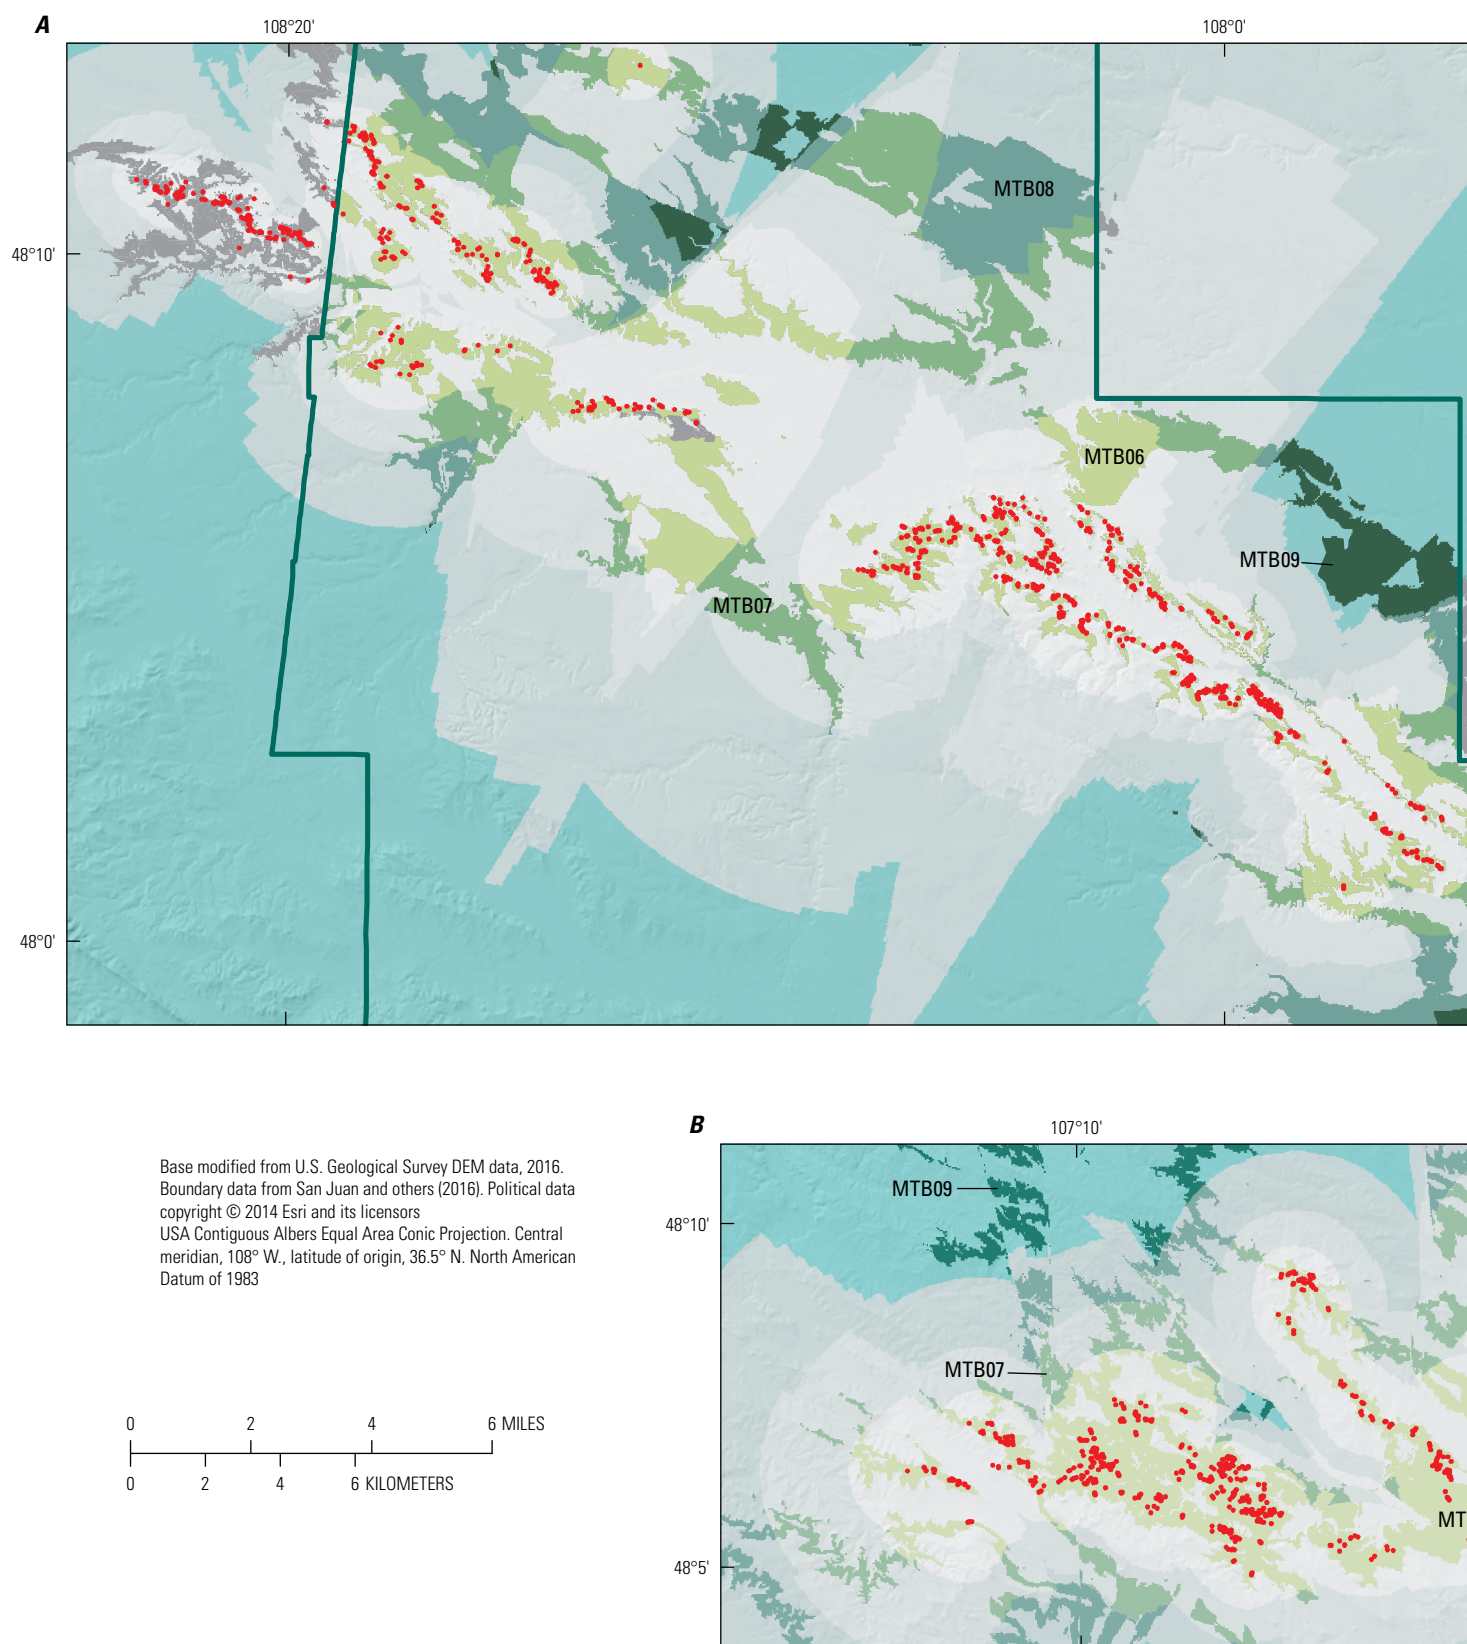 A
108°20'
108°0'
MTB08
48°10'
MTB06
MTB09
MTB07
48°0'
B
107°10'
Base modified from U.S. Geological Survey DEM data, 2016.
Boundary data from San Juan and others (2016). Political data
copyright © 2014 Esri and its licensors
USA Contiguous Albers Equal Area Conic Projection. Central
meridian, 108° W., latitude of origin, 36.5° N. North American
Datum of 1983
MTB09
48°10'
MTB07
0 2 4 6 MILES
0 2 4 6 KILOMETERS
MT
48°5'